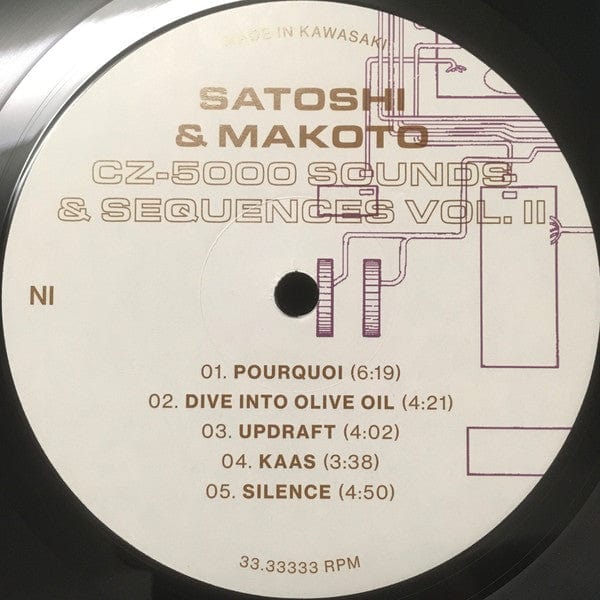 MADE IN KAWASAKI
SATOSHI
& MAKOTO
CZ-5000 SOUNDS
& SEQUENCES VOL. II
NI
01. POURQUOI (6:19)
02. DIVE INTO OLIVE OIL (4:21)
03. UPDRAFT (4:02)
04. KAAS (3:38)
05. SILENCE (4:50)
33.33333 RPM